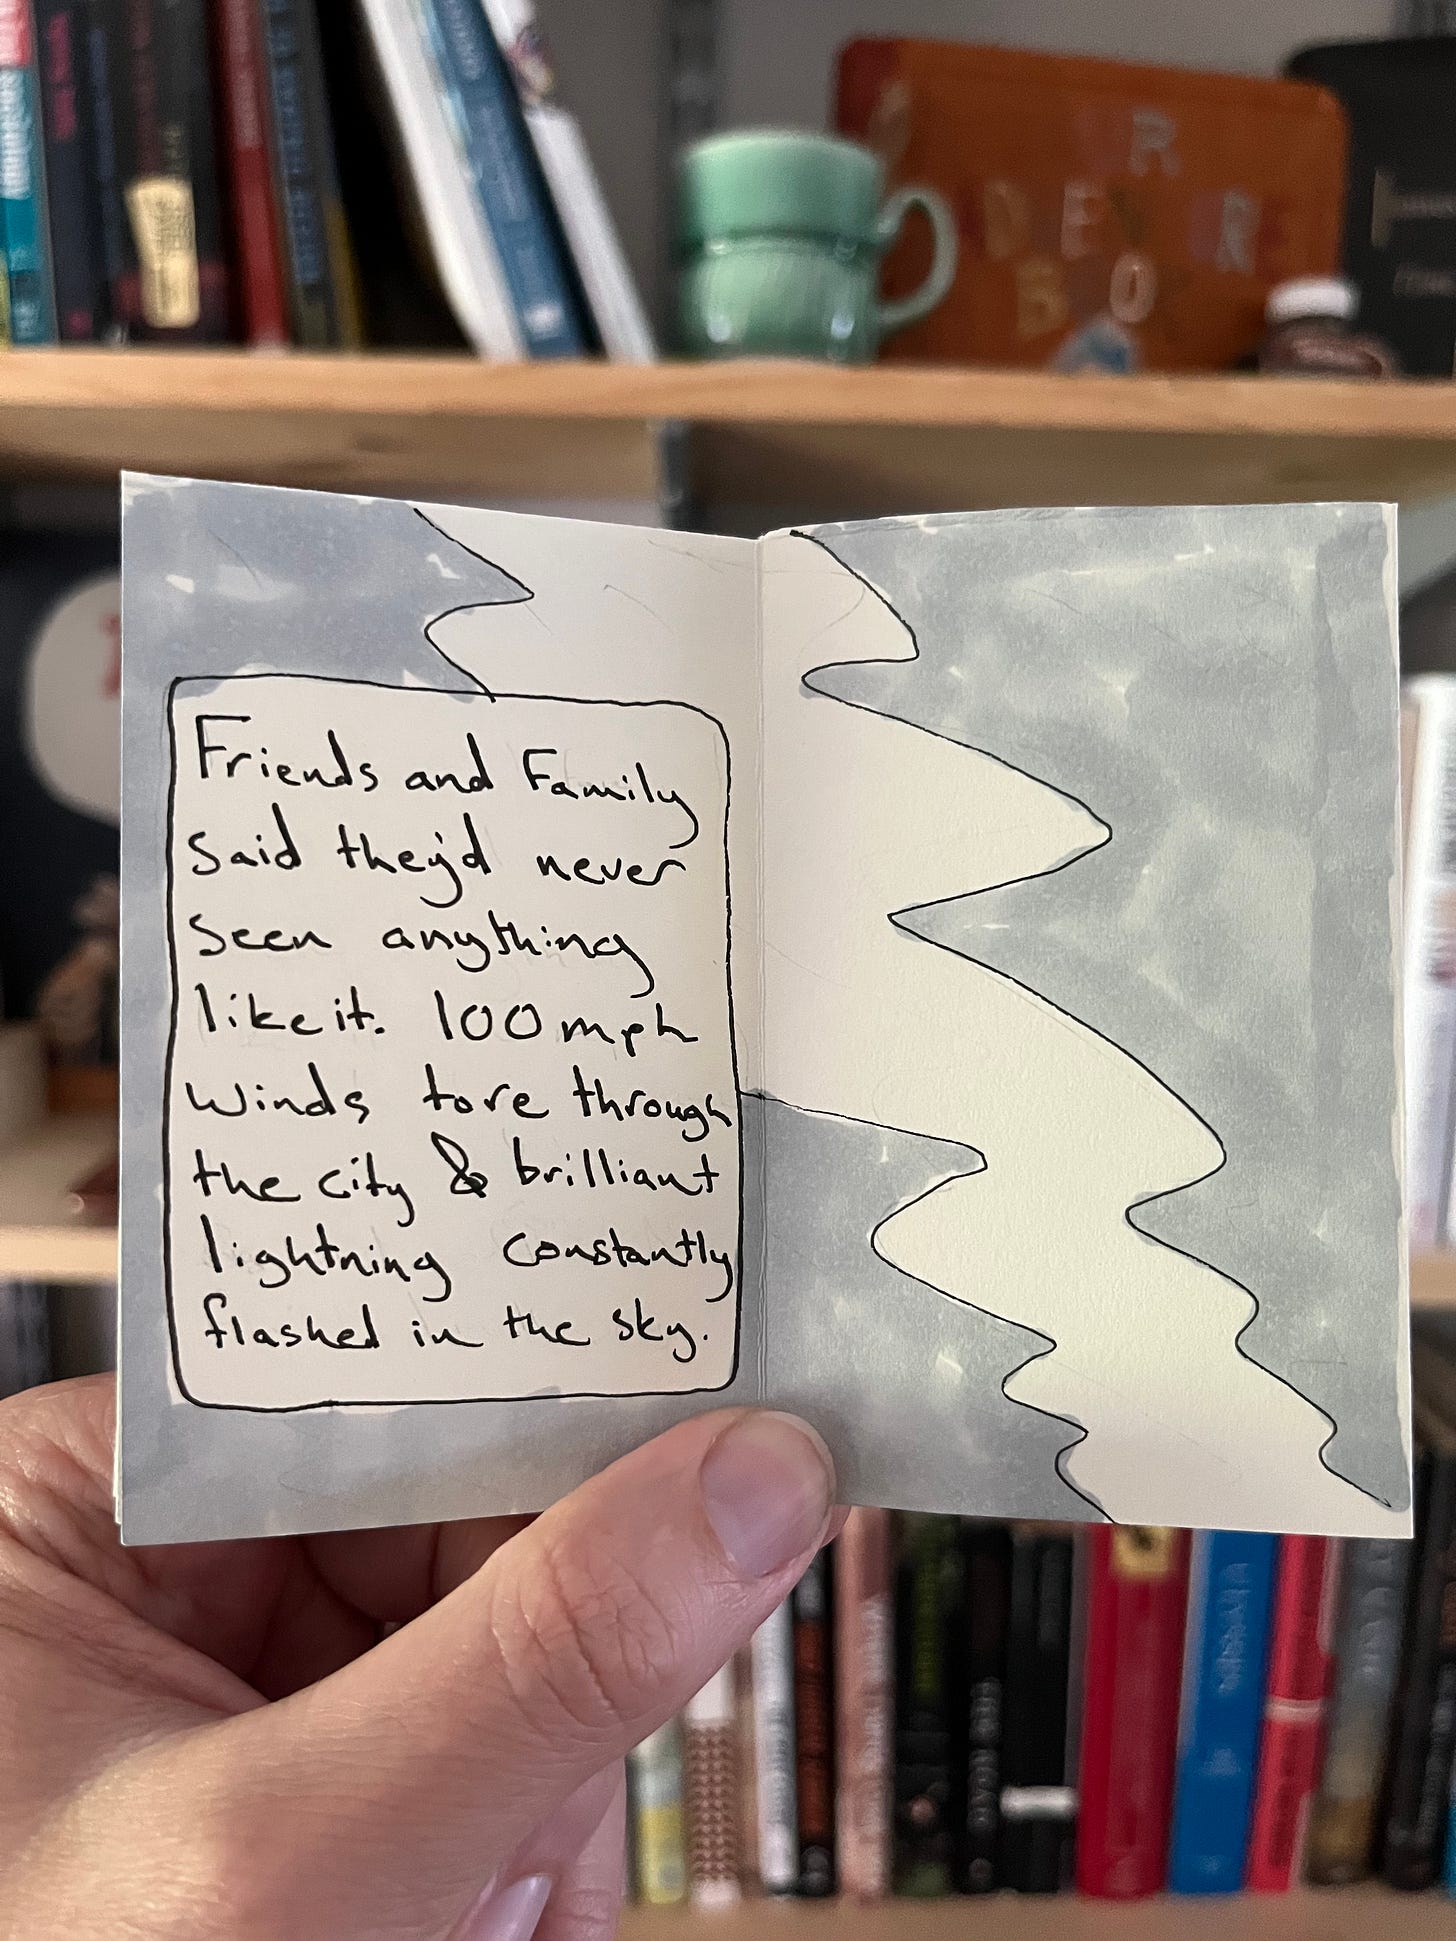 Friends and Family
said they'd never
seen anything
like it. 100 mph
winds tore through
the city & brilliant
lightning constantly
flashed in the sky.